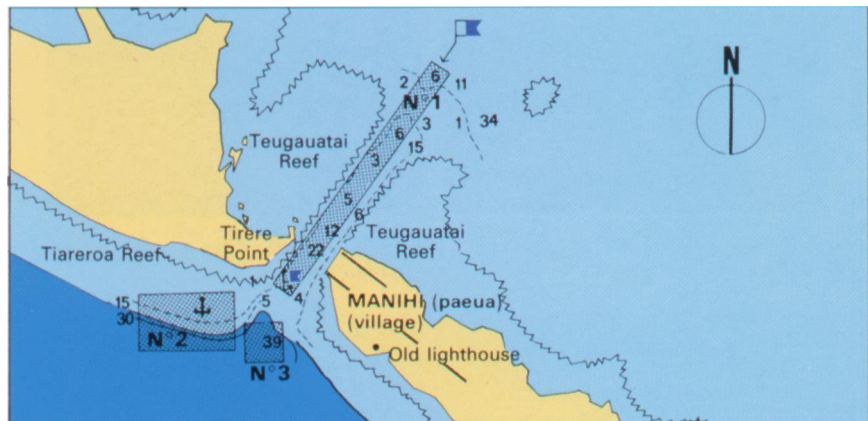 N
6
2
11
N°1
3
1
34
6
15
Teugauatai
Reef
3
5
6
12
Tirere
Point
22
Teugauatai
Reef
Tiareroa Reef
15
30
5
4
MANIHI (paeua)
(village)
N°2
39
Old lighthouse
N°3